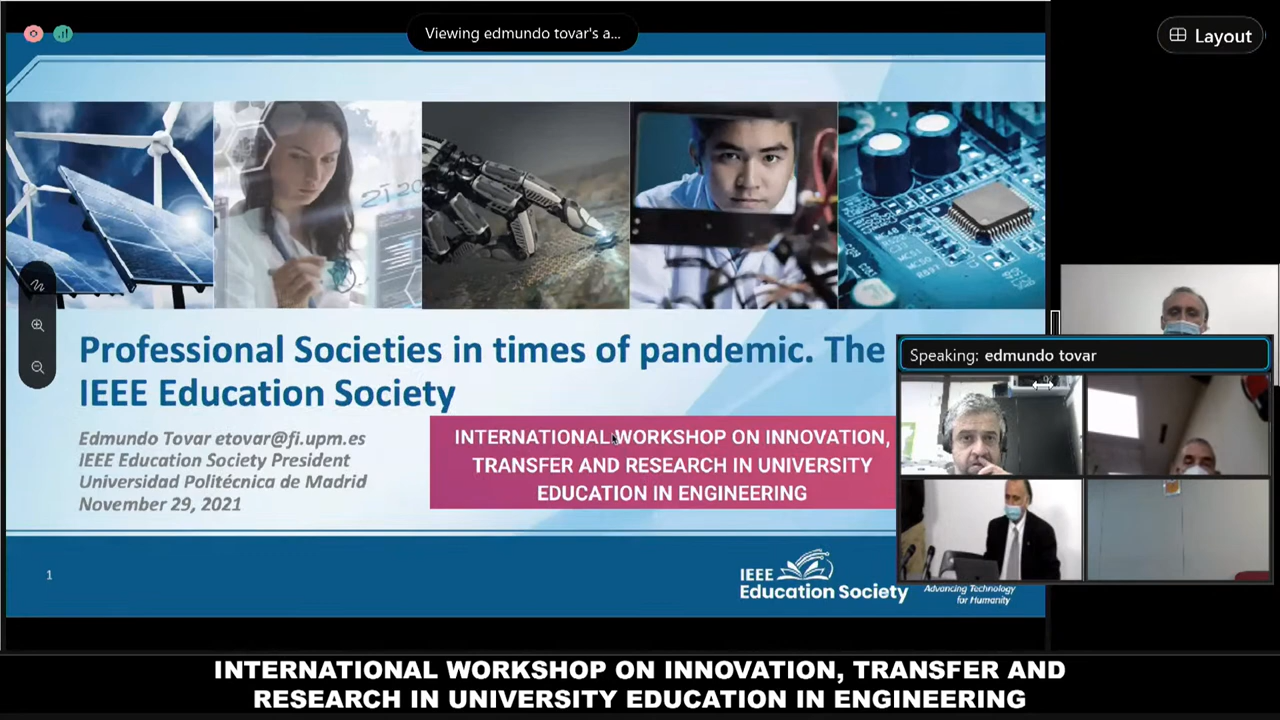 Viewing edmundo tovar's a...
Layout
Professional Societies in times of pandemic. The
IEEE Education Society
Speaking: edmundo tovar
Edmundo Tovar etovar@fi.upm.es
IEEE Education Society President
Universidad Politécnica de Madrid
November 29, 2021
INTERNATIONAL WORKSHOP ON INNOVATION,
TRANSFER AND RESEARCH IN UNIVERSITY
EDUCATION IN ENGINEERING
1
IEEE
Education Society
Advancing Technology
for Humanity
INTERNATIONAL WORKSHOP ON INNOVATION, TRANSFER AND
RESEARCH IN UNIVERSITY EDUCATION IN ENGINEERING